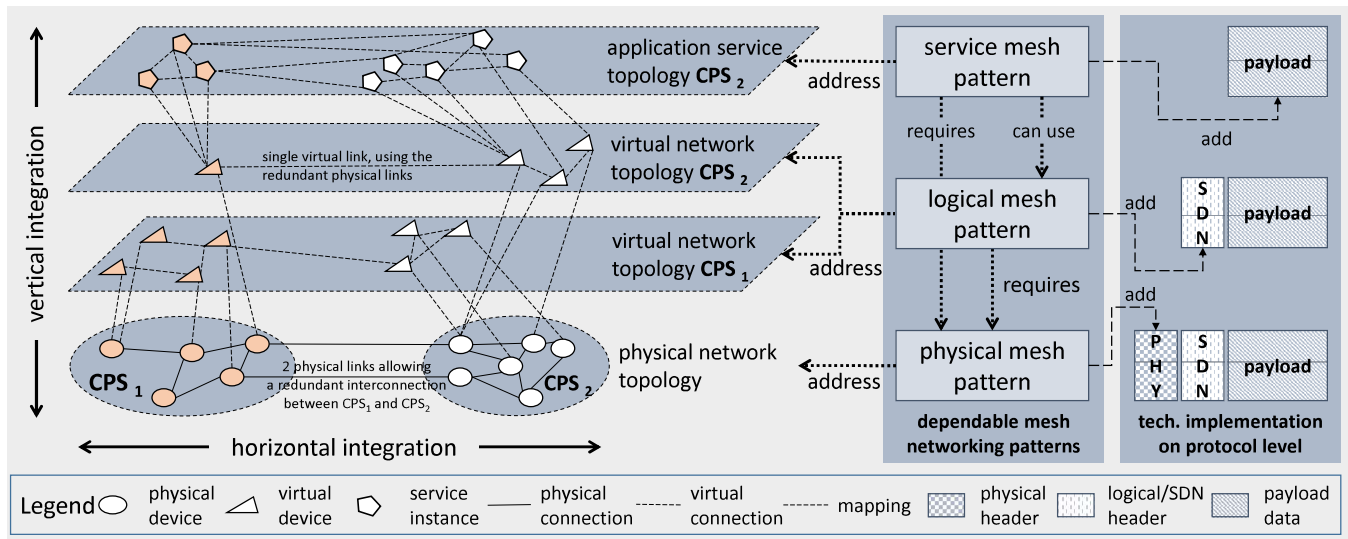 vertical integration
application service
topology CPS 2
virtual network
topology CPS 2
single virtual link, using the
redundant physical links
virtual network
topology CPS 1
physical network
topology
CPS 1
2 physical links allowing
a redundant interconnection
between CPS1 and CPS2
CPS 2
horizontal integration
address
address
address
service mesh
pattern
requires
can use
logical mesh
pattern
requires
physical mesh
pattern
dependable mesh
networking patterns
payload
add
add
SDN
payload
add
PHY
SDN
payload
tech. implementation
on protocol level
Legend
physical
device
virtual
device
service
instance
physical
connection
virtual
connection
mapping
physical
header
logical/SDN
header
payload
data